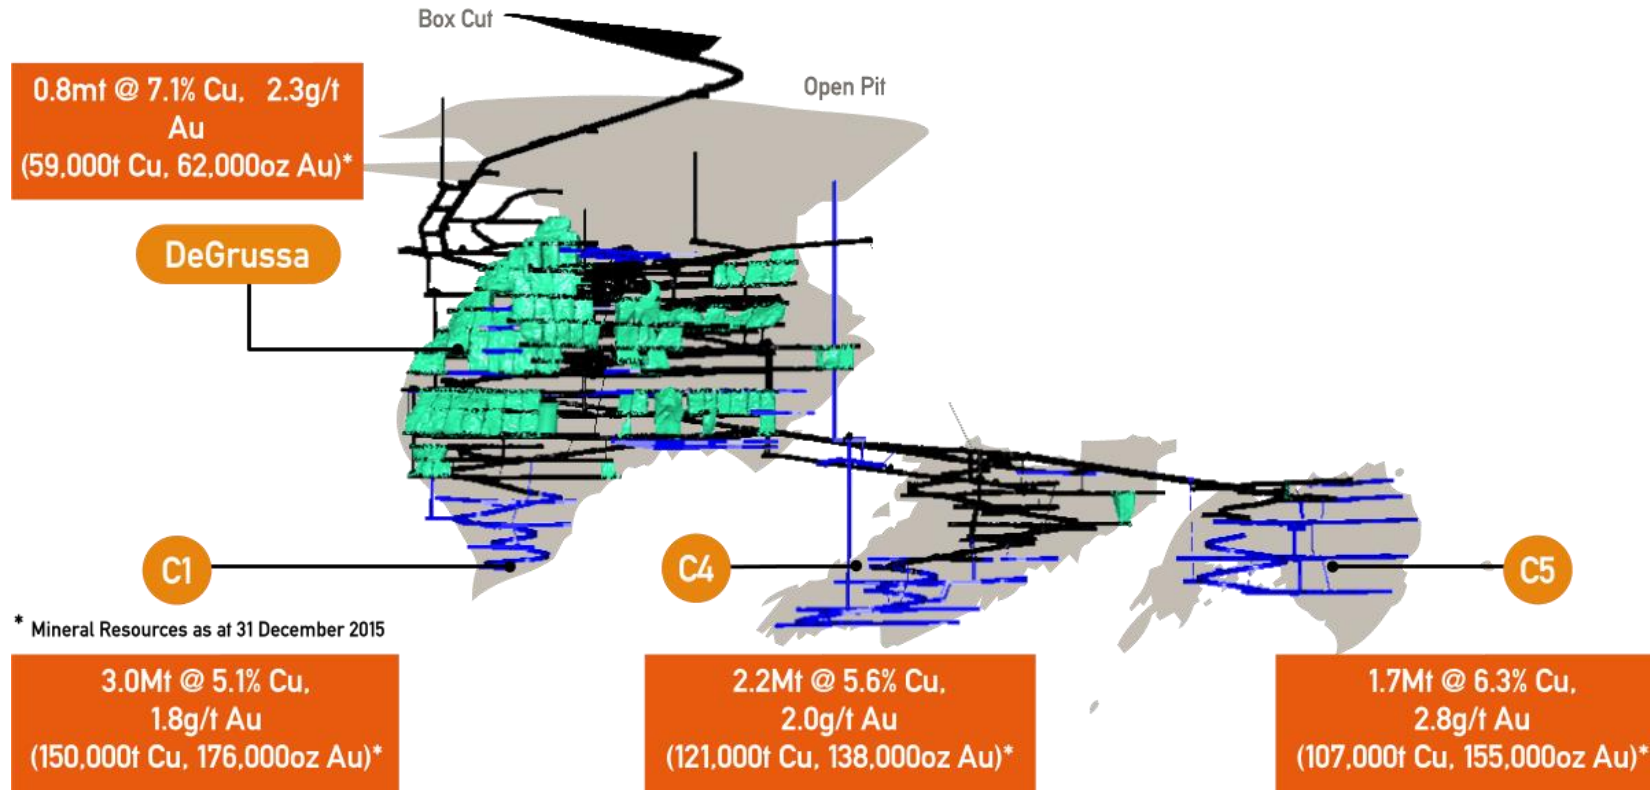 Box Cut
Open Pit
0.8mt @ 7.1% Cu, 2.3g/t
Au
(59,000t Cu, 62,000oz Au)*
DeGrussa
C1
C4
C5
* Mineral Resources as at 31 December 2015
3.0Mt @ 5.1% Cu,
1.8g/t Au
(150,000t Cu, 176,000oz Au)*
2.2Mt @ 5.6% Cu,
2.0g/t Au
(121,000t Cu, 138,000oz Au)*
1.7Mt @ 6.3% Cu,
2.8g/t Au
(107,000t Cu, 155,000oz Au)*